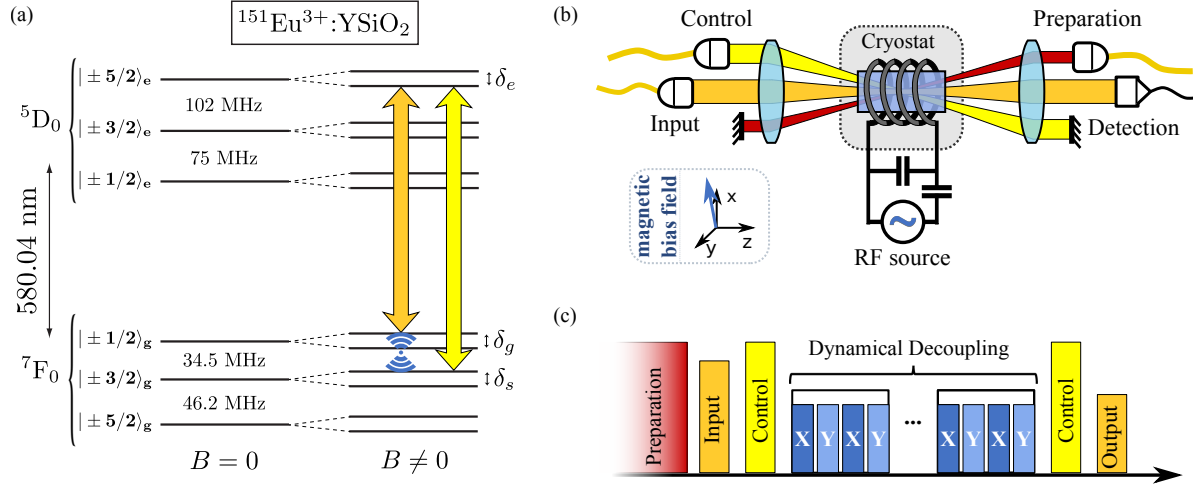 (a)
¹⁵¹Eu³⁺:YSiO₂
|± 5/2⟩ₑ
δₑ
102 MHz
⁵D₀
|± 3/2⟩ₑ
75 MHz
|± 1/2⟩ₑ
580.04 nm
|± 1/2⟩g
δg
34.5 MHz
⁷F₀
|± 3/2⟩g
δₛ
46.2 MHz
|± 5/2⟩g
B = 0
B ≠ 0
(b)
Control
Preparation
Cryostat
Input
Detection
magnetic
bias field
x
y
z
~
RF source
(c)
Dynamical Decoupling
Preparation
Input
Control
X Y X Y ... X Y X Y
Control
Output